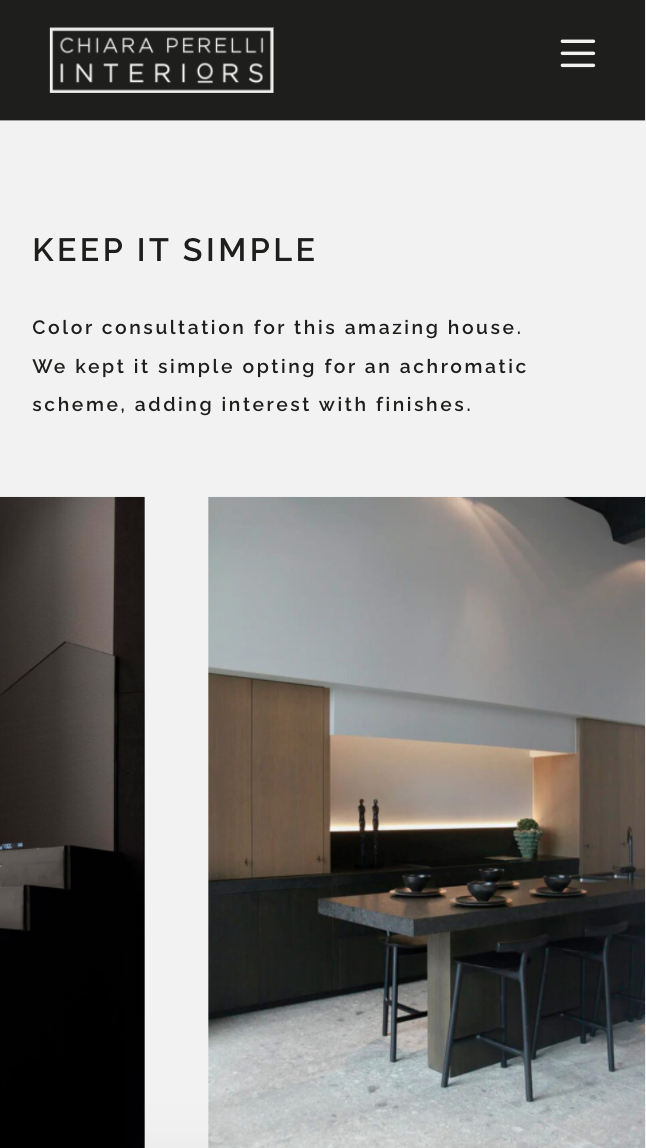 CHIARA PERELLI
INTERIORS
KEEP IT SIMPLE
Color consultation for this amazing house.
We kept it simple opting for an achromatic
scheme, adding interest with finishes.